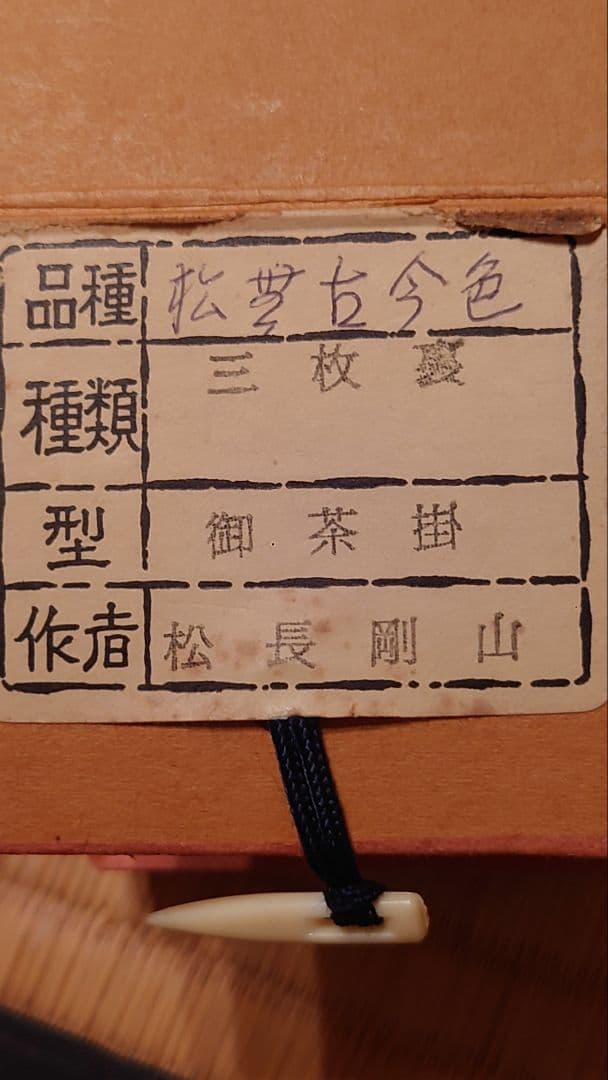 品種 松無古今色
種類 三枚裏
型 御茶掛
作者 松長剛山